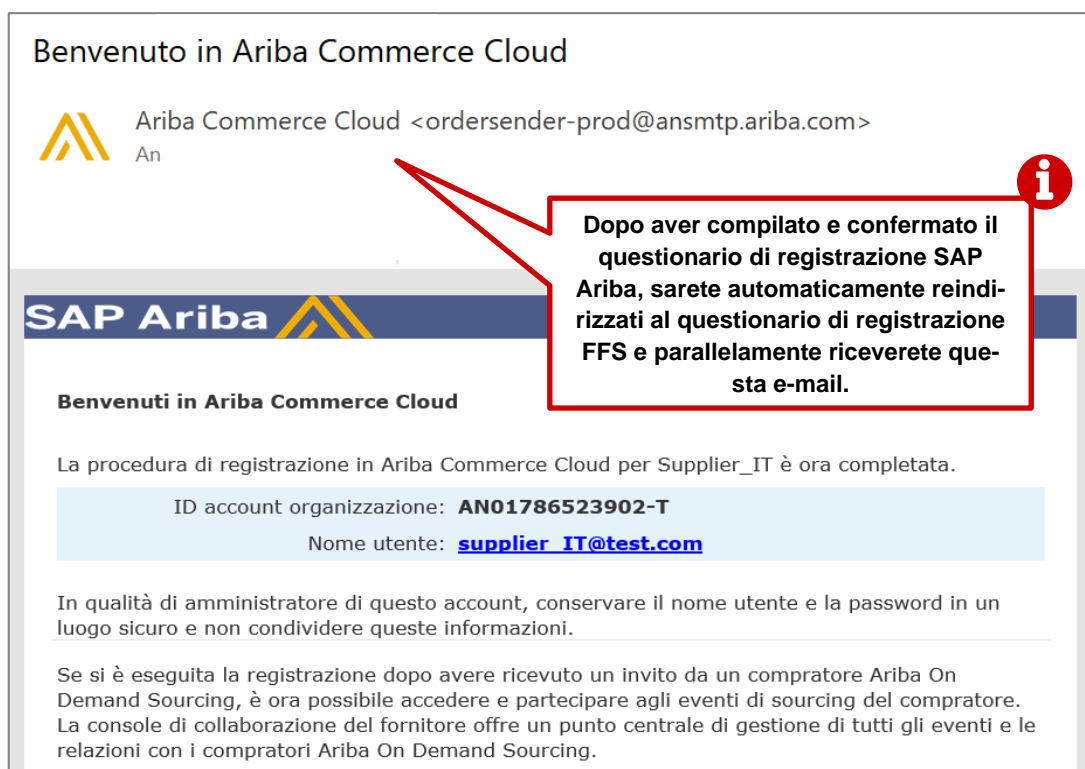 Benvenuto in Ariba Commerce Cloud
Ariba Commerce Cloud <ordersender-prod@ansmtp.ariba.com>
An
i
Dopo aver compilato e confermato il
questionario di registrazione SAP
Ariba, sarete automaticamente reindi-
rizzati al questionario di registrazione
FFS e parallelamente riceverete que-
sta e-mail.
SAP Ariba
Benvenuti in Ariba Commerce Cloud
La procedura di registrazione in Ariba Commerce Cloud per Supplier_IT è ora completata.
ID account organizzazione: AN01786523902-T
Nome utente: supplier_IT@test.com
In qualità di amministratore di questo account, conservare il nome utente e la password in un
luogo sicuro e non condividere queste informazioni.
Se si è eseguita la registrazione dopo avere ricevuto un invito da un compratore Ariba On
Demand Sourcing, è ora possibile accedere e partecipare agli eventi di sourcing del compratore.
La console di collaborazione del fornitore offre un punto centrale di gestione di tutti gli eventi e le
relazioni con i compratori Ariba On Demand Sourcing.